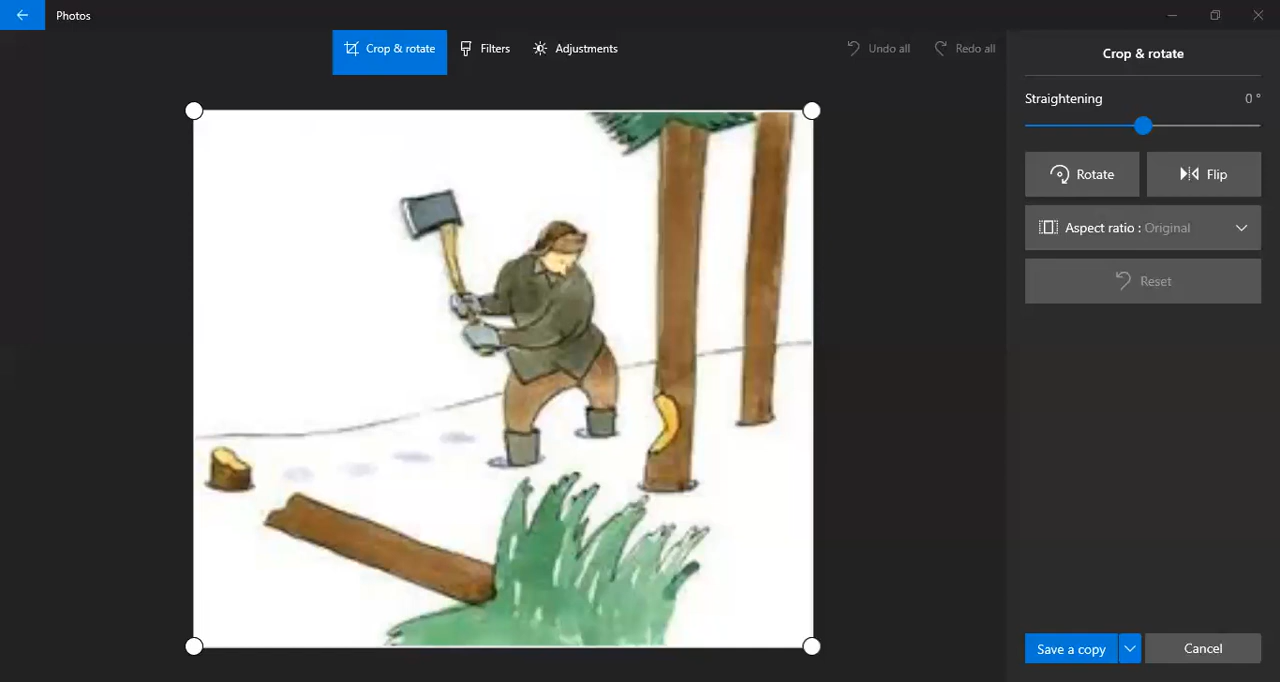 Photos
Crop & rotate Filters Adjustments Undo all Redo all
Crop & rotate
Straightening 0 °
Rotate Flip
Aspect ratio : Original
Reset
Save a copy Cancel